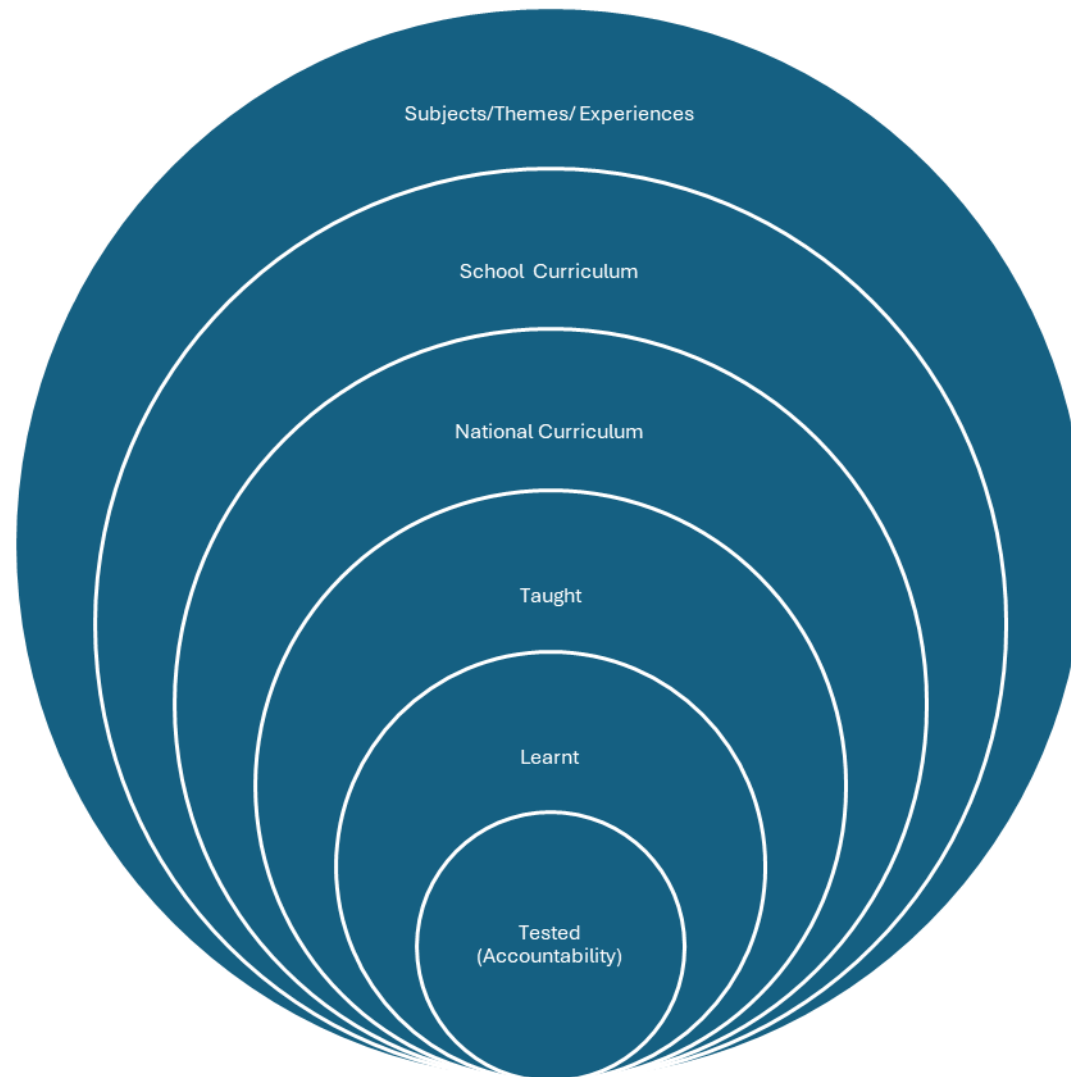 Subjects/Themes/ Experiences
School  Curriculum
National Curriculum
Taught
Learnt
Tested
(Accountability)